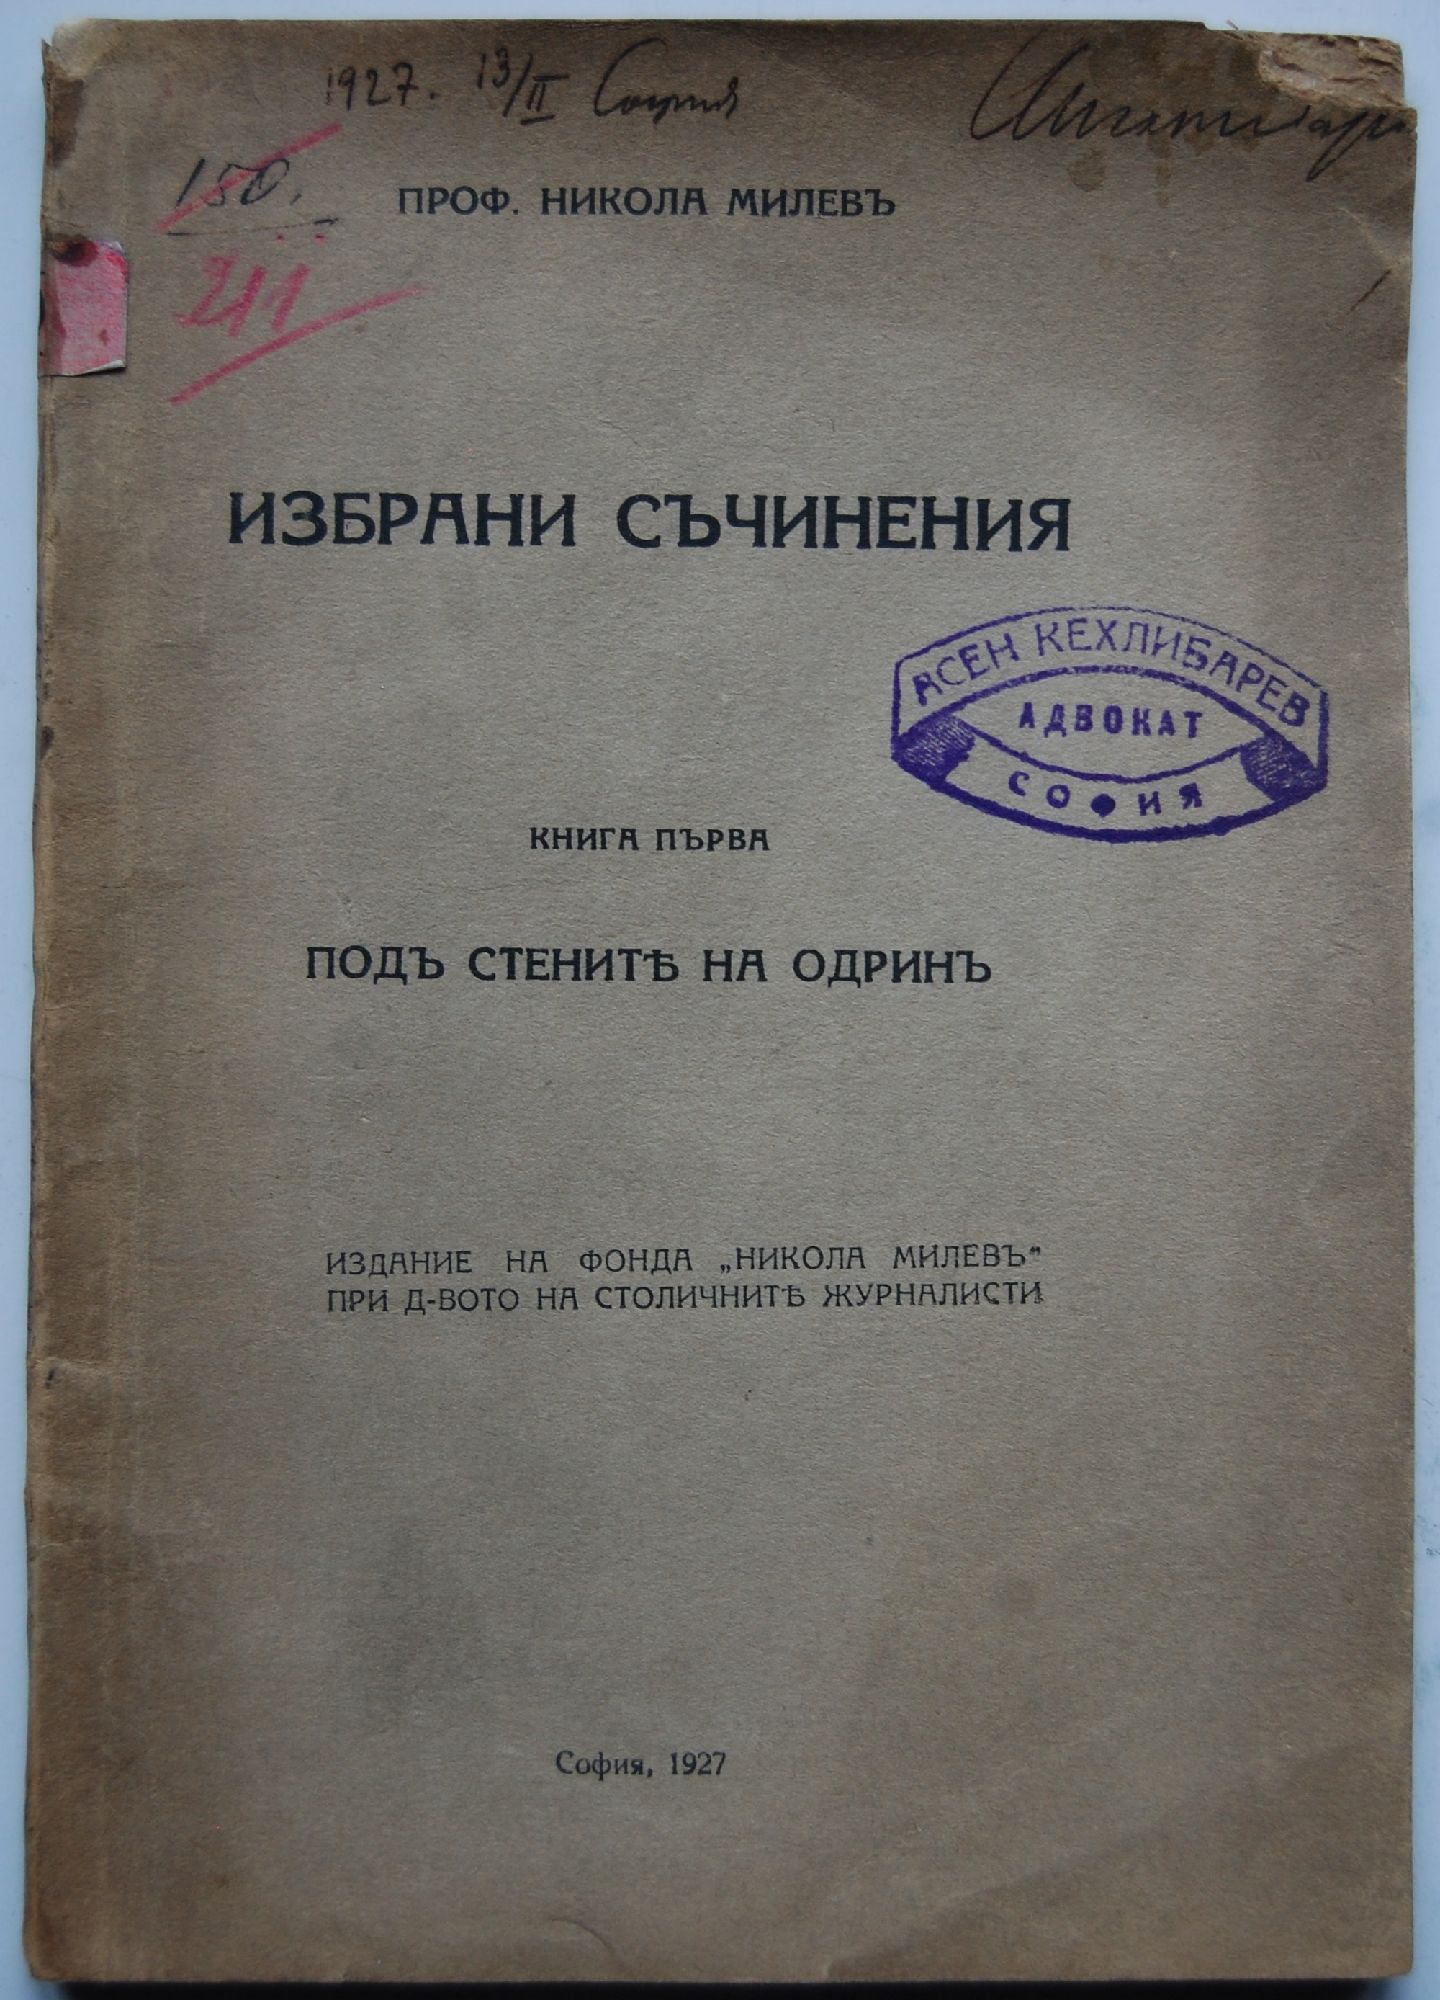 1927. 13/II София
150.
ПРОФ. НИКОЛА МИЛЕВЪ
211
ИЗБРАНИ СЪЧИНЕНИЯ
АСЕН КЕХЛИБАРЕВ
АДВОКАТ
СОФИЯ
КНИГА ПЪРВА
ПОДЪ СТЕНИТѢ НА ОДРИНЪ
ИЗДАНИЕ НА ФОНДА „НИКОЛА МИЛЕВЪ“
ПРИ Д-ВОТО НА СТОЛИЧНИТѢ ЖУРНАЛИСТИ
София, 1927